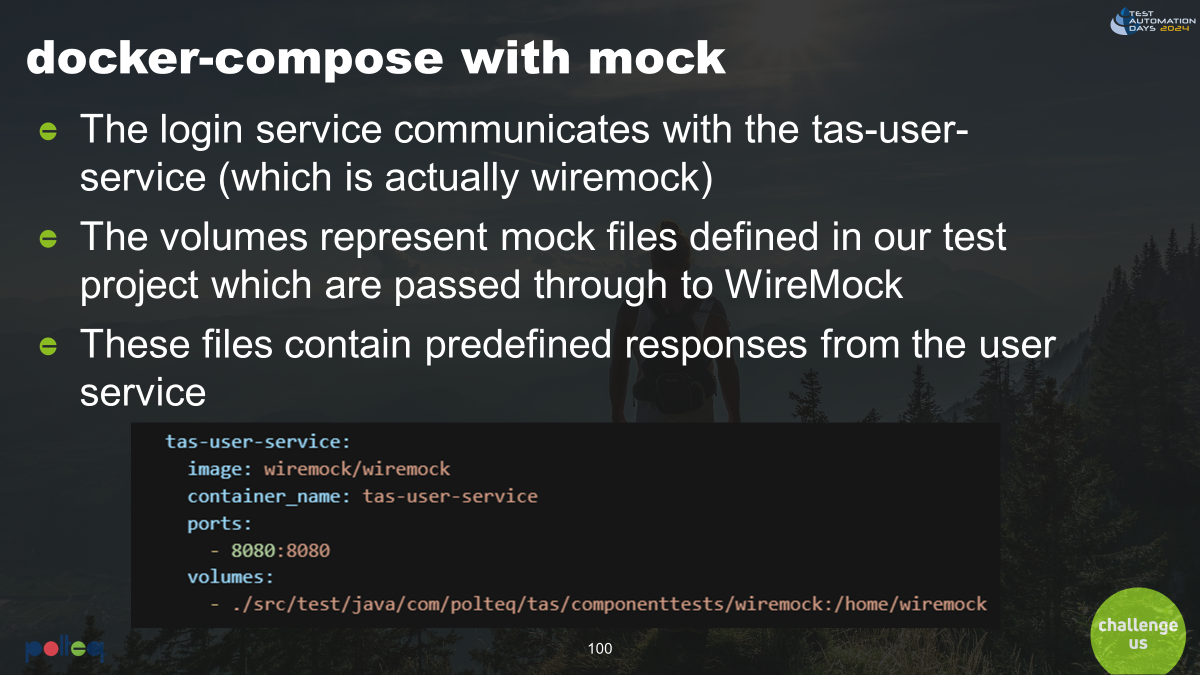 TEST
AUTOMATION
DAYS 2024
docker-compose with mock
The login service communicates with the tas-user-
service (which is actually wiremock)
The volumes represent mock files defined in our test
project which are passed through to WireMock
These files contain predefined responses from the user
service
tas-user-service:
image: wiremock/wiremock
container_name: tas-user-service
ports:
- 8080:8080
volumes:
- ./src/test/java/com/polteq/tas/componenttests/wiremock:/home/wiremock
polteq
100
challenge
us